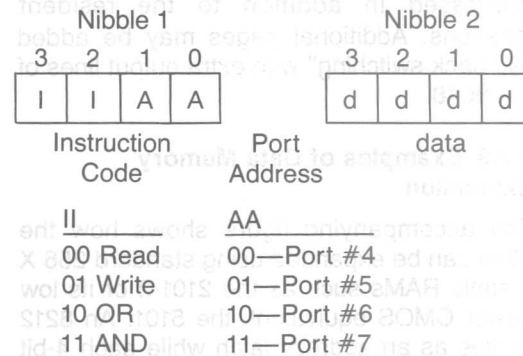 Nibble 1 Nibble 2
3 2 1 0 3 2 1 0
I I A A d d d d
Instruction Port data
Code Address
II AA
00 Read 00—Port #4
01 Write 01—Port #5
10 OR 10—Port #6
11 AND 11—Port #7